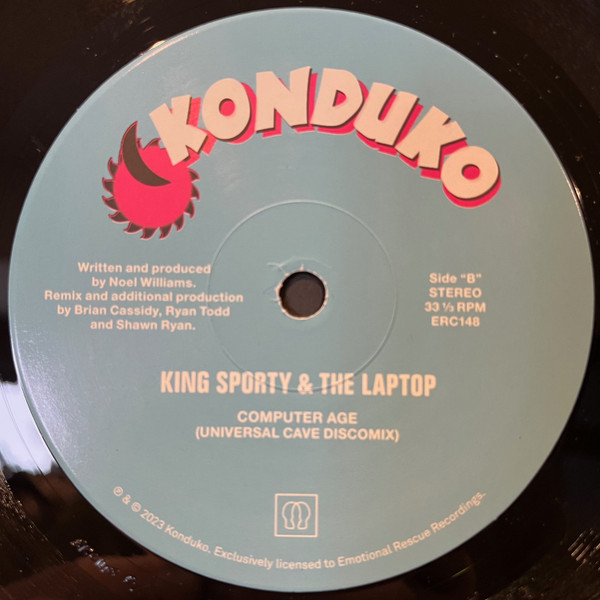 KONDUKO
Written and produced
by Noel Williams.
Remix and additional production
by Brian Cassidy, Ryan Todd
and Shawn Ryan.
Side "B"
STEREO
33 ⅓ RPM
ERC148
KING SPORTY & THE LAPTOP
COMPUTER AGE
(UNIVERSAL CAVE DISCOMIX)
℗ & © 2023 Konduko. Exclusively licensed to Emotional Rescue Recordings.